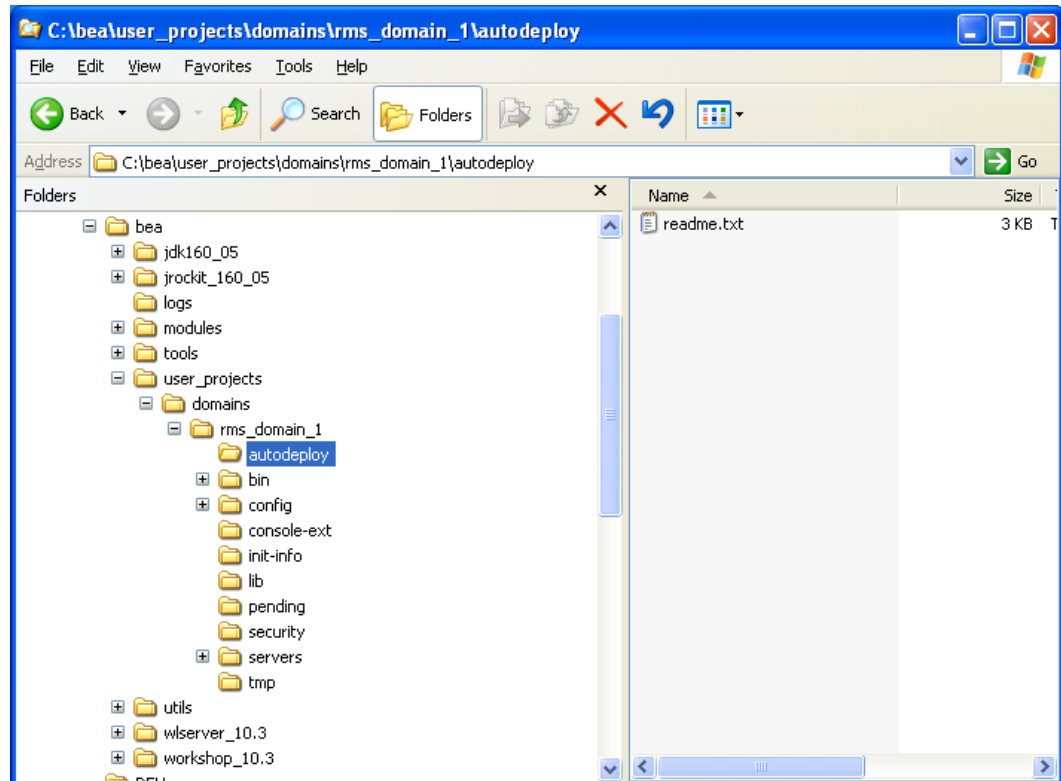 C:\bea\user_projects\domains\rms_domain_1\autodeploy
File Edit View Favorites Tools Help
Back Search Folders
Address C:\bea\user_projects\domains\rms_domain_1\autodeploy Go
Folders x Name Size
bea readme.txt 3 KB T
jdk160_05
jrockit_160_05
logs
modules
tools
user_projects
domains
rms_domain_1
autodeploy
bin
config
console-ext
init-info
lib
pending
security
servers
tmp
utils
wlserver_10.3
workshop_10.3